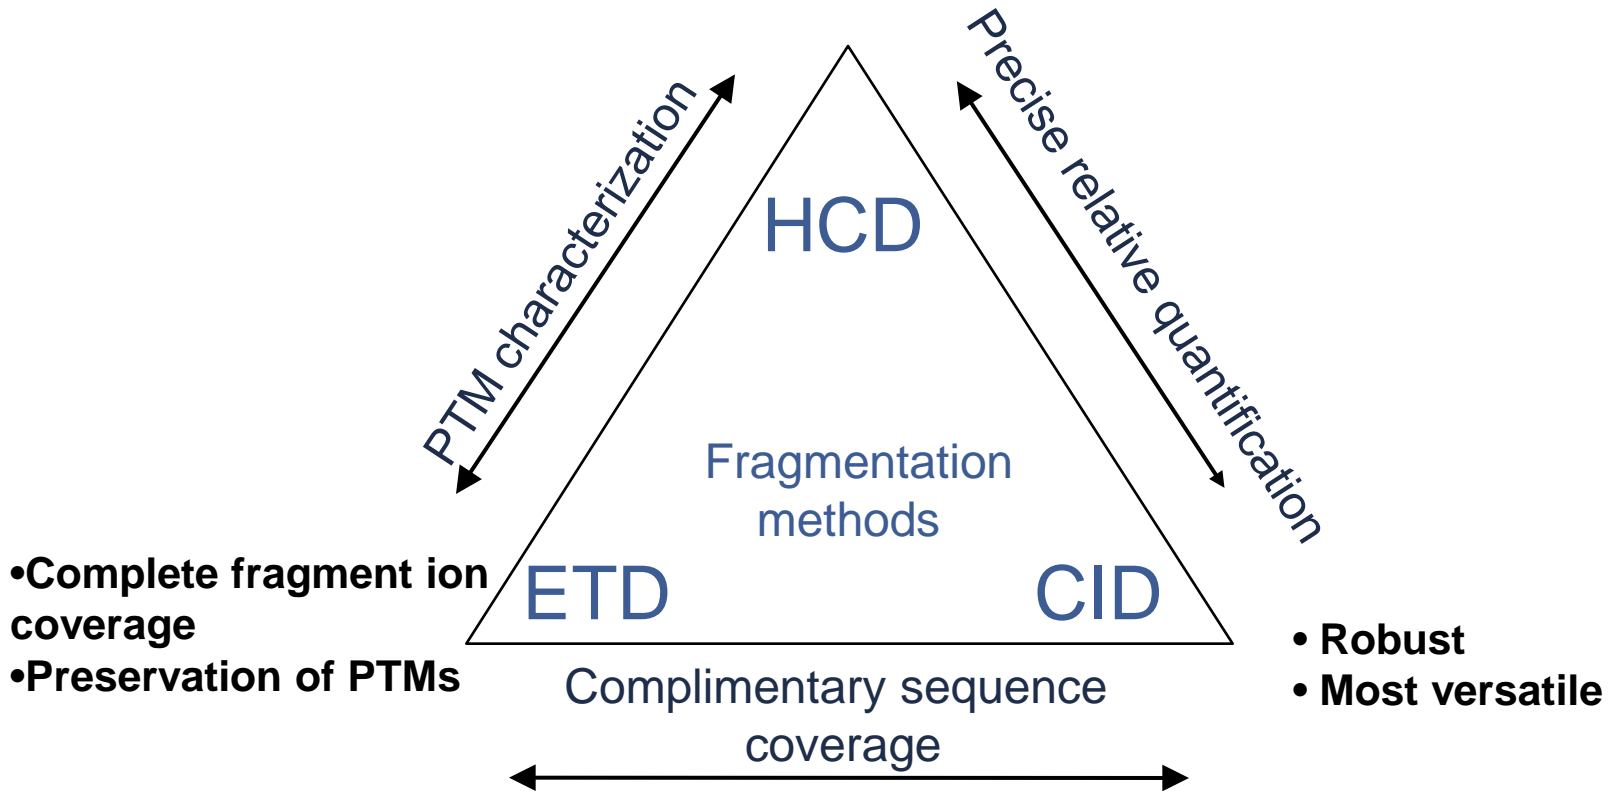 Precise relative quantification
PTM characterization
HCD
Fragmentation
methods
ETD
CID
•Complete fragment ion
coverage
•Preservation of PTMs
• Robust
• Most versatile
Complimentary sequence
coverage